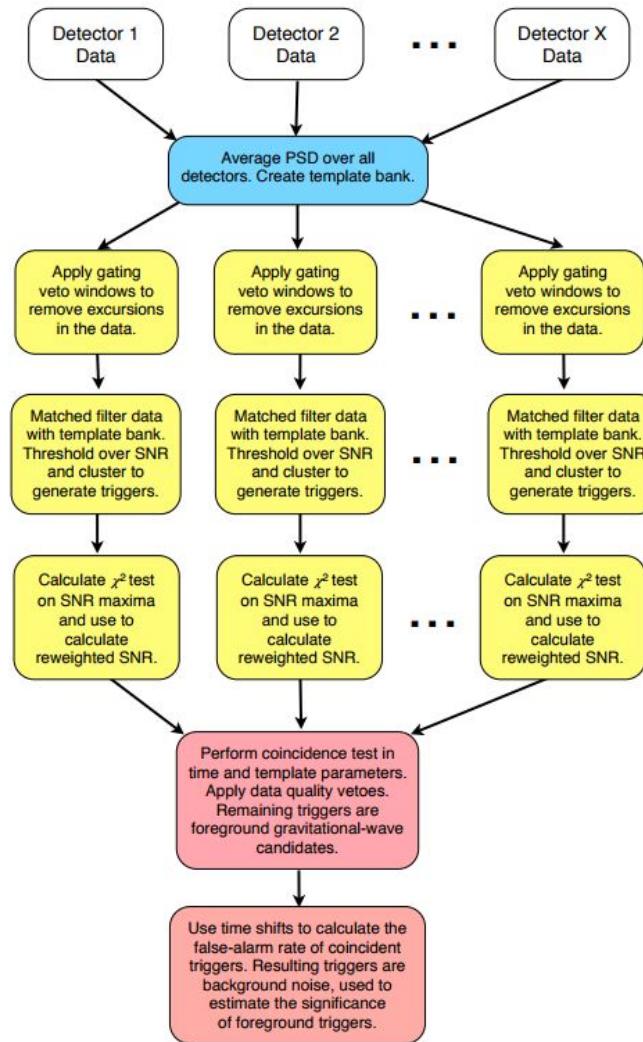 Detector 1
Data
Detector 2
Data
...
Detector X
Data
Average PSD over all
detectors. Create template bank.
Apply gating
veto windows to
remove excursions
in the data.
Apply gating
veto windows to
remove excursions
in the data.
...
Apply gating
veto windows to
remove excursions
in the data.
Matched filter data
with template bank.
Threshold over SNR
and cluster to
generate triggers.
Matched filter data
with template bank.
Threshold over SNR
and cluster to
generate triggers.
...
Matched filter data
with template bank.
Threshold over SNR
and cluster to
generate triggers.
Calculate χ² test
on SNR maxima
and use to
calculate
reweighted SNR.
Calculate χ² test
on SNR maxima
and use to
calculate
reweighted SNR.
...
Calculate χ² test
on SNR maxima
and use to
calculate
reweighted SNR.
Perform coincidence test in
time and template parameters.
Apply data quality vetoes.
Remaining triggers are
foreground gravitational-wave
candidates.
Use time shifts to calculate the
false-alarm rate of coincident
triggers. Resulting triggers are
background noise, used to
estimate the significance
of foreground triggers.